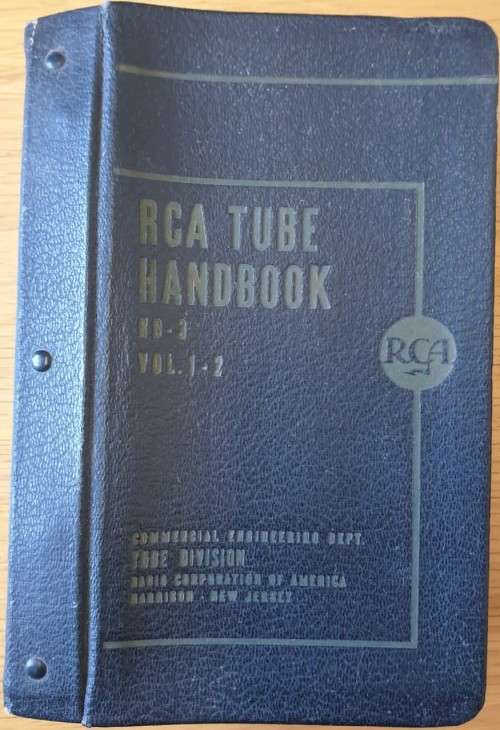 RCA TUBE
HANDBOOK
HB-3
VOL. 1-2
RCA
COMMERCIAL ENGINEERING DEPT.
TUBE DIVISION
RADIO CORPORATION OF AMERICA
HARRISON - NEW JERSEY